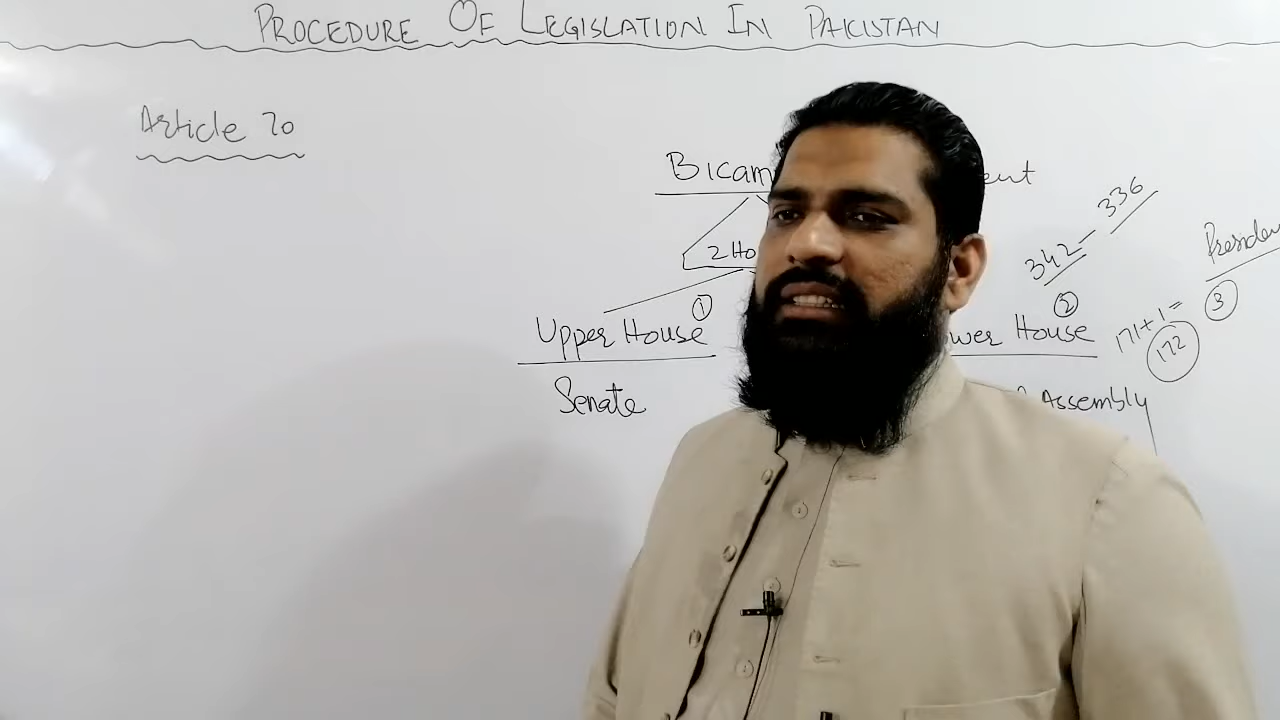 PROCEDURE OF LEGISLATION IN PAKISTAN
Article 70
Bicam ent
2 Ho
342 - 336
Presiden
① ② ③
Upper House wer House
171+1=
172
Senate Assembly